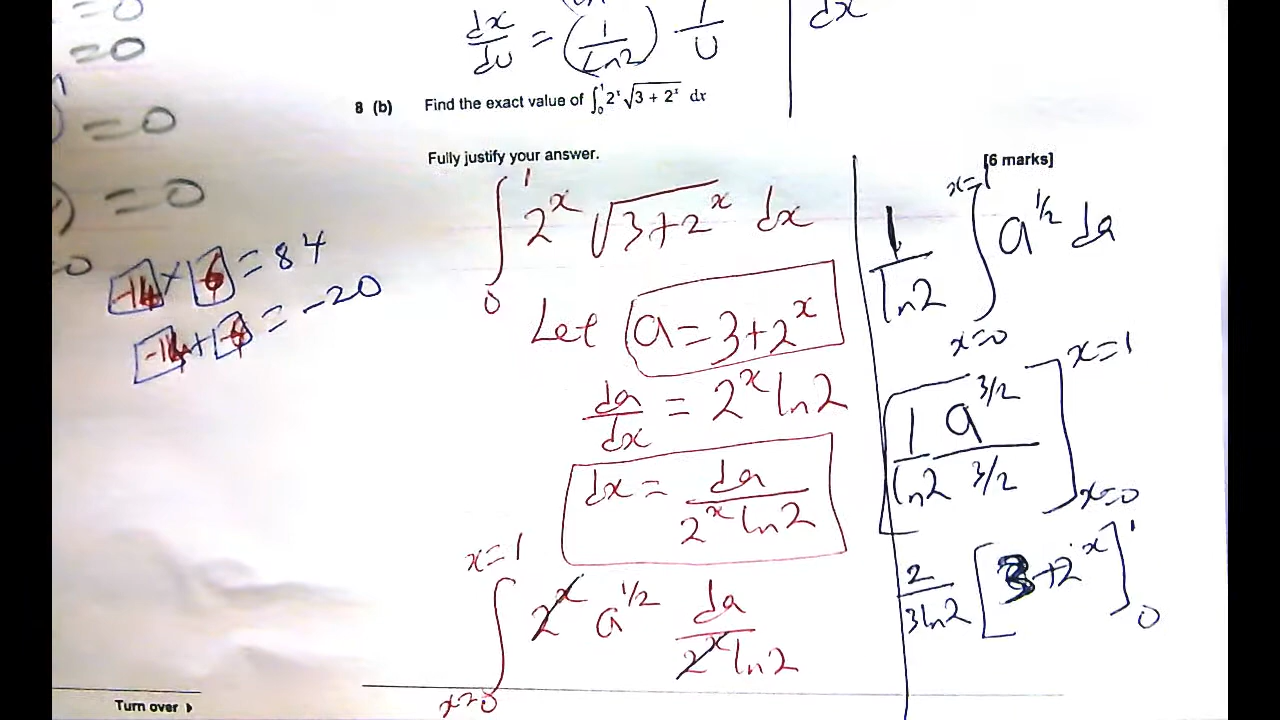 =0
=0
=0
=0
0
-14 × -6 = 84
-14 + -6 = -20
dx/du = (1/ln2) 1/U
dx
8 (b) Find the exact value of ∫₀¹ 2ˣ√(3 + 2ˣ) dx
Fully justify your answer.
[6 marks]
∫₀¹ 2ˣ √(3+2ˣ) dx
Let a = 3+2ˣ
da/dx = 2ˣ ln2
dx = da/(2ˣ ln2)
x=1
∫ 2ˣ a^(1/2) da/(2ˣ ln2)
x=0
x=1
1/ln2 ∫ a^(1/2) da
x=0
[1/ln2 a^(3/2)/(3/2)] x=1
x=0
2/(3ln2) [3+2ˣ]₀¹
Turn over